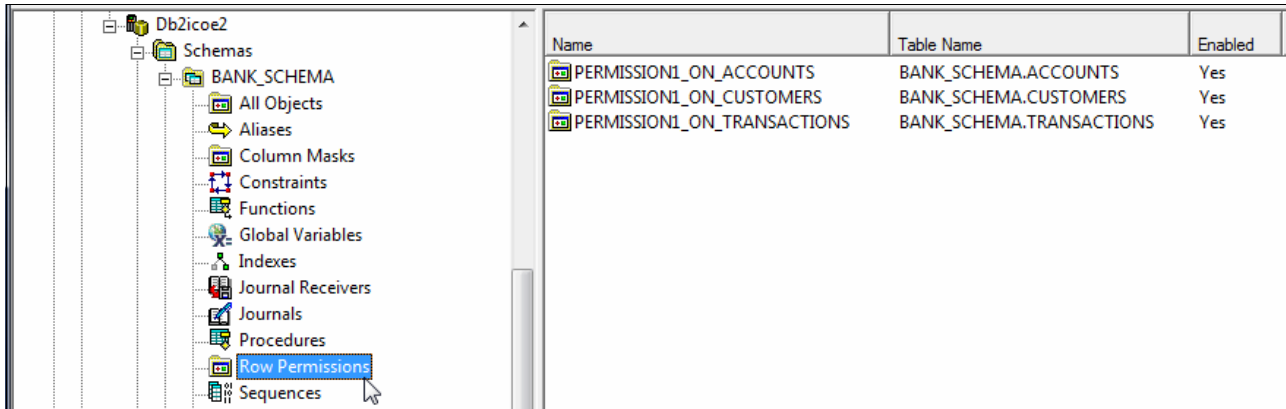 Db2icoe2
Schemas
BANK_SCHEMA
All Objects
Aliases
Column Masks
Constraints
Functions
Global Variables
Indexes
Journal Receivers
Journals
Procedures
Row Permissions
Sequences
Name Table Name Enabled
PERMISSION1_ON_ACCOUNTS BANK_SCHEMA.ACCOUNTS Yes
PERMISSION1_ON_CUSTOMERS BANK_SCHEMA.CUSTOMERS Yes
PERMISSION1_ON_TRANSACTIONS BANK_SCHEMA.TRANSACTIONS Yes